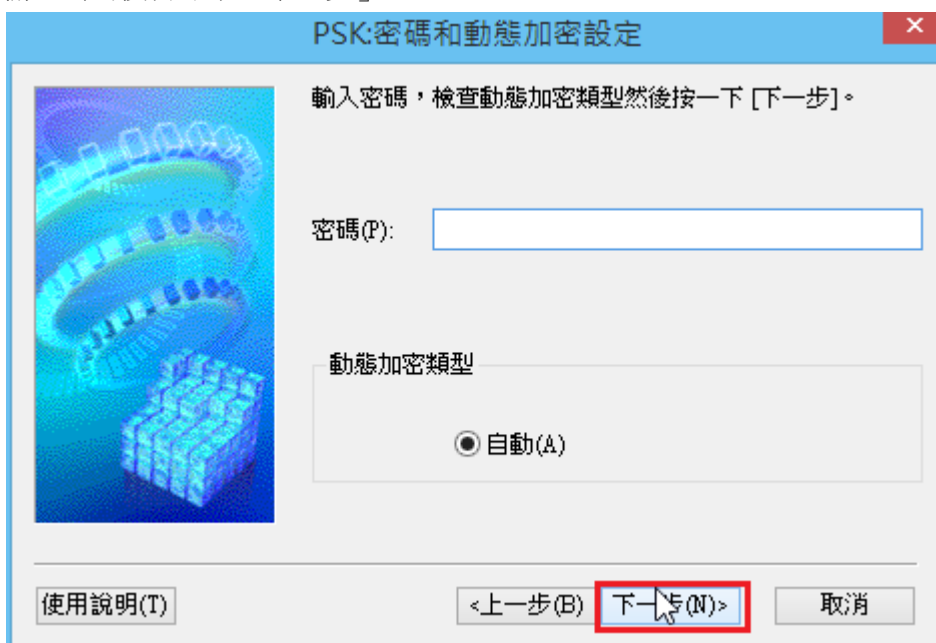 PSK:密碼和動態加密設定
輸入密碼，檢查動態加密類型然後按一下 [下一步]。
密碼(P):
動態加密類型
自動(A)
使用說明(T)
<上一步(B)
下一步(N)>
取消